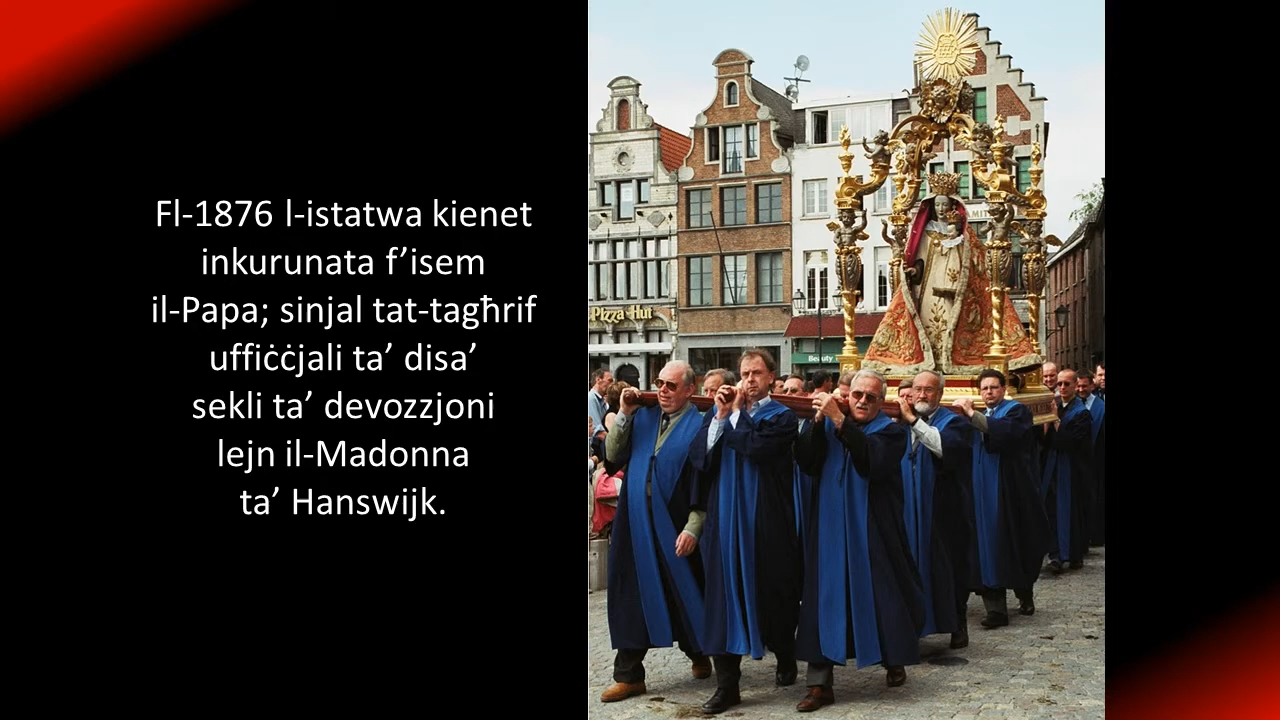 Fl-1876 l-istatwa kienet
inkurunata f’isem
il-Papa; sinjal tat-tagħrif
uffiċċjali ta’ disa’
sekli ta’ devozzjoni
lejn il-Madonna
ta’ Hanswijk.
Pizza Hut
Beauty